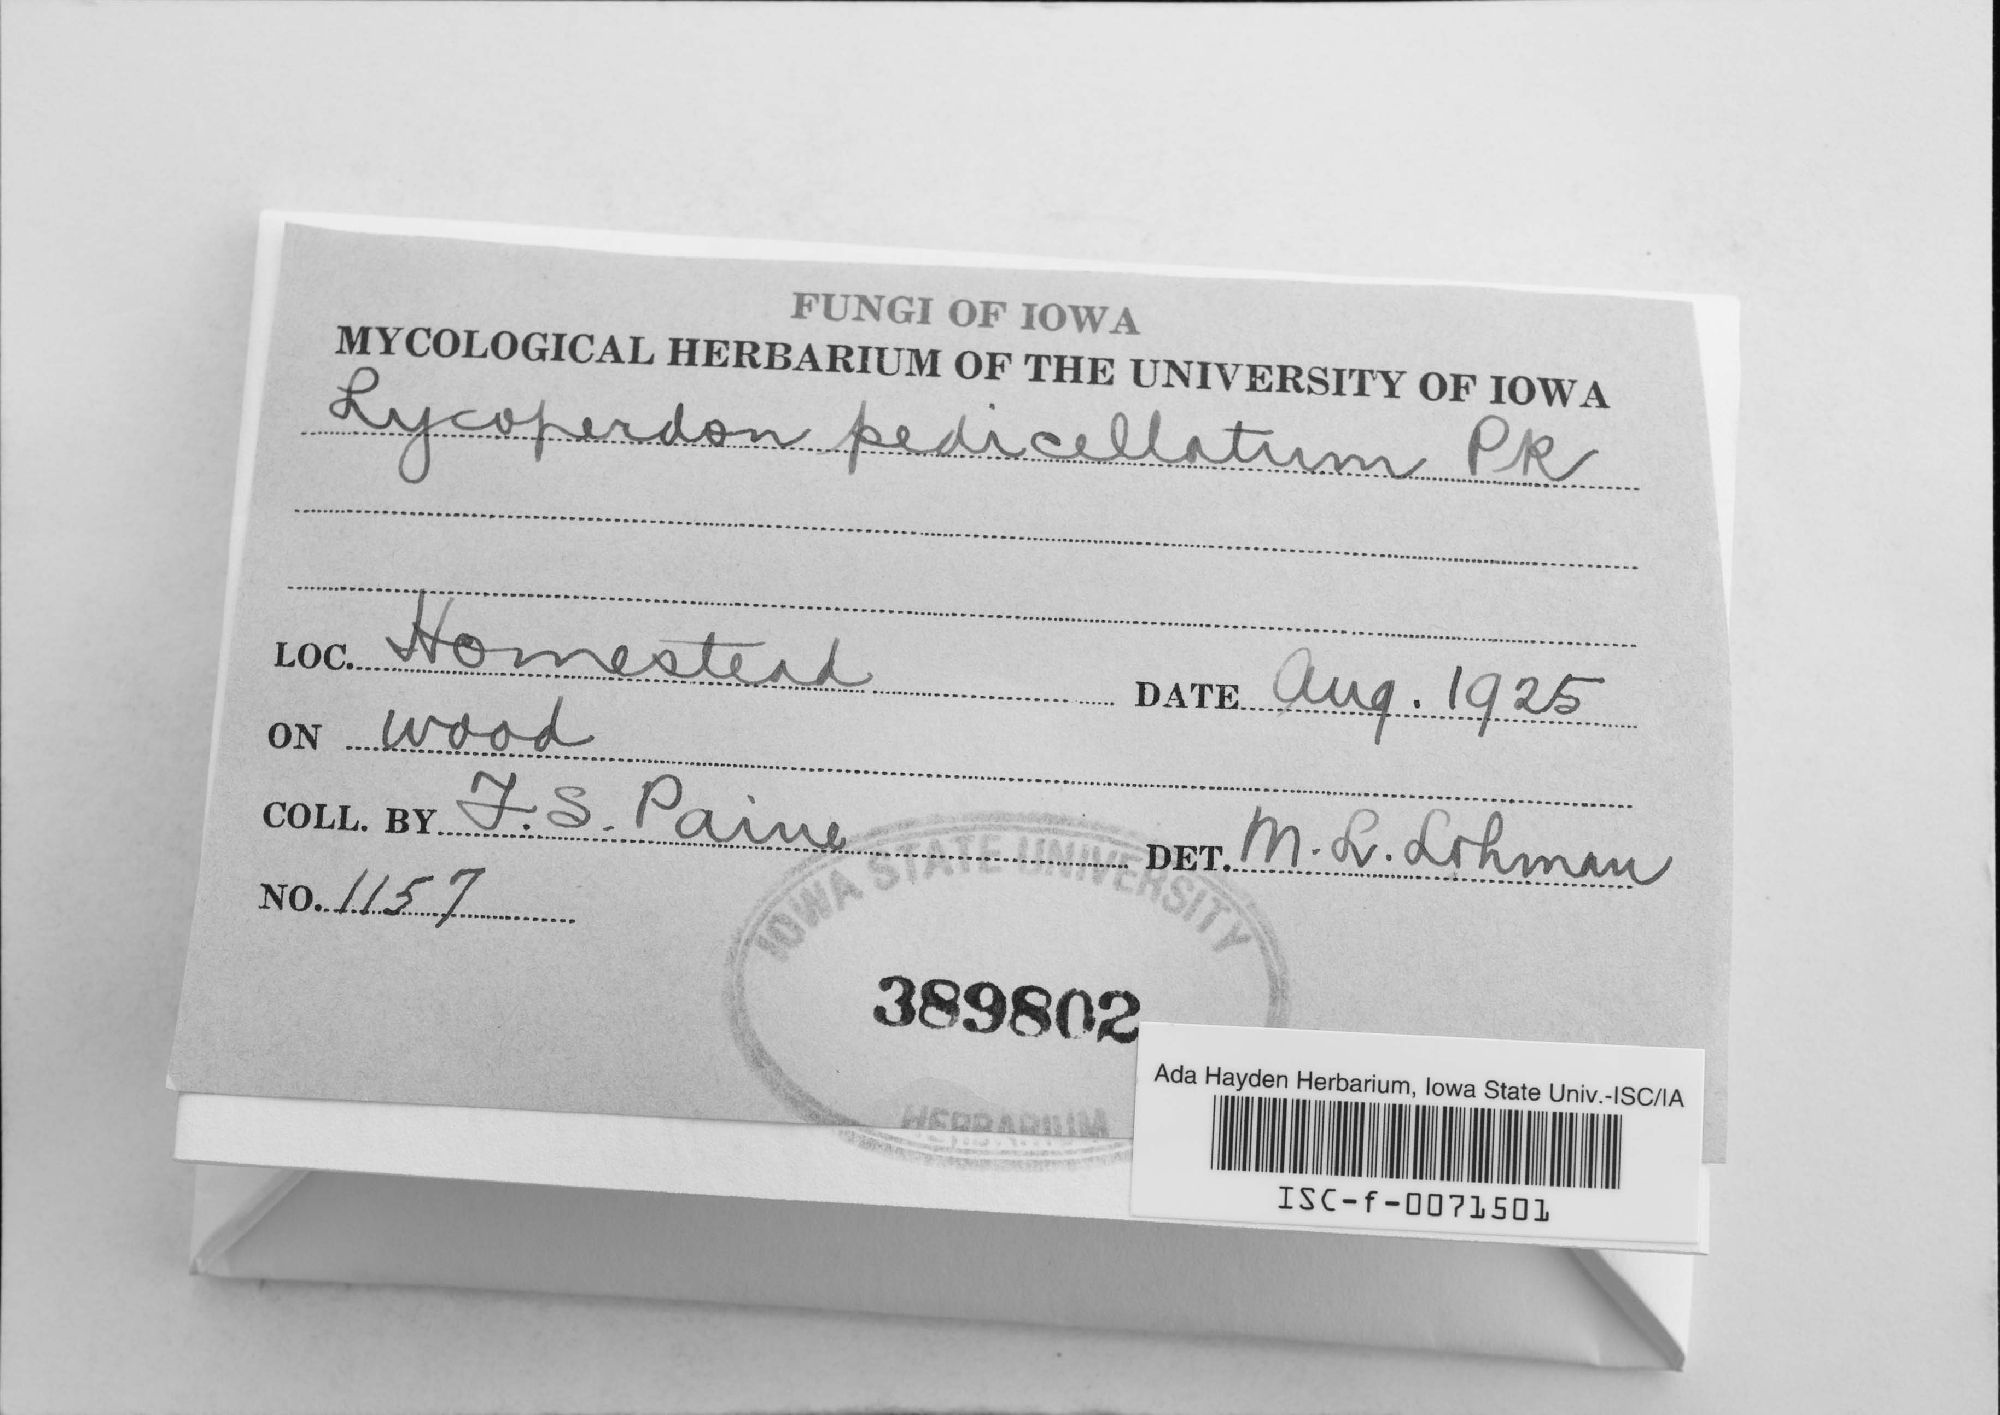 FUNGI OF IOWA
MYCOLOGICAL HERBARIUM OF THE UNIVERSITY OF IOWA
Lycoperdon pedicellatum PK
LOC. Homestead DATE Aug. 1925
ON wood
COLL. BY F. S. Paine DET. M. L. Lohman
NO. 1157
IOWA STATE UNIVERSITY
389802
HERBARIUM
Ada Hayden Herbarium, Iowa State Univ.-ISC/IA
ISC-f-0071501